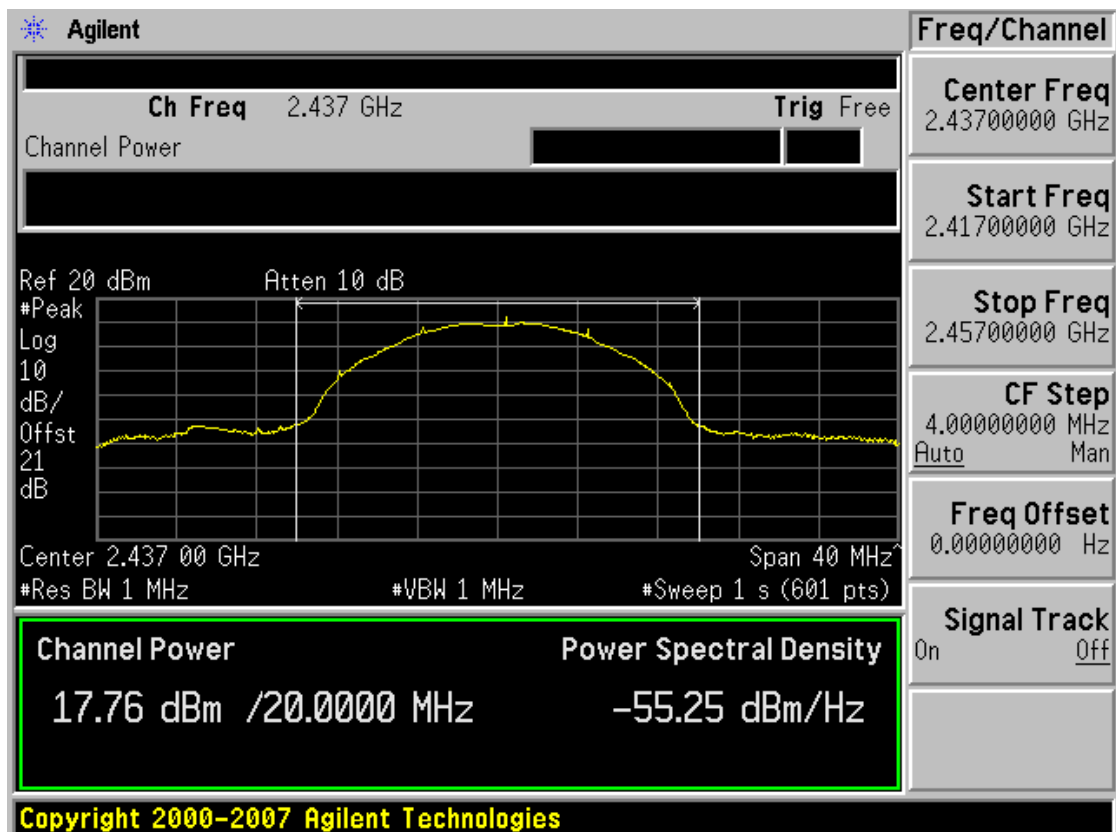 Agilent
Freq/Channel
Ch Freq 2.437 GHz Trig Free
Channel Power
Center Freq
2.43700000 GHz
Start Freq
2.41700000 GHz
Stop Freq
2.45700000 GHz
CF Step
4.00000000 MHz
Auto Man
Freq Offset
0.00000000 Hz
Signal Track
On Off
Ref 20 dBm Atten 10 dB
#Peak
Log
10
dB/
Offst
21
dB
Center 2.437 00 GHz Span 40 MHz^
#Res BW 1 MHz #VBW 1 MHz #Sweep 1 s (601 pts)
Channel Power Power Spectral Density
17.76 dBm /20.0000 MHz -55.25 dBm/Hz
Copyright 2000-2007 Agilent Technologies